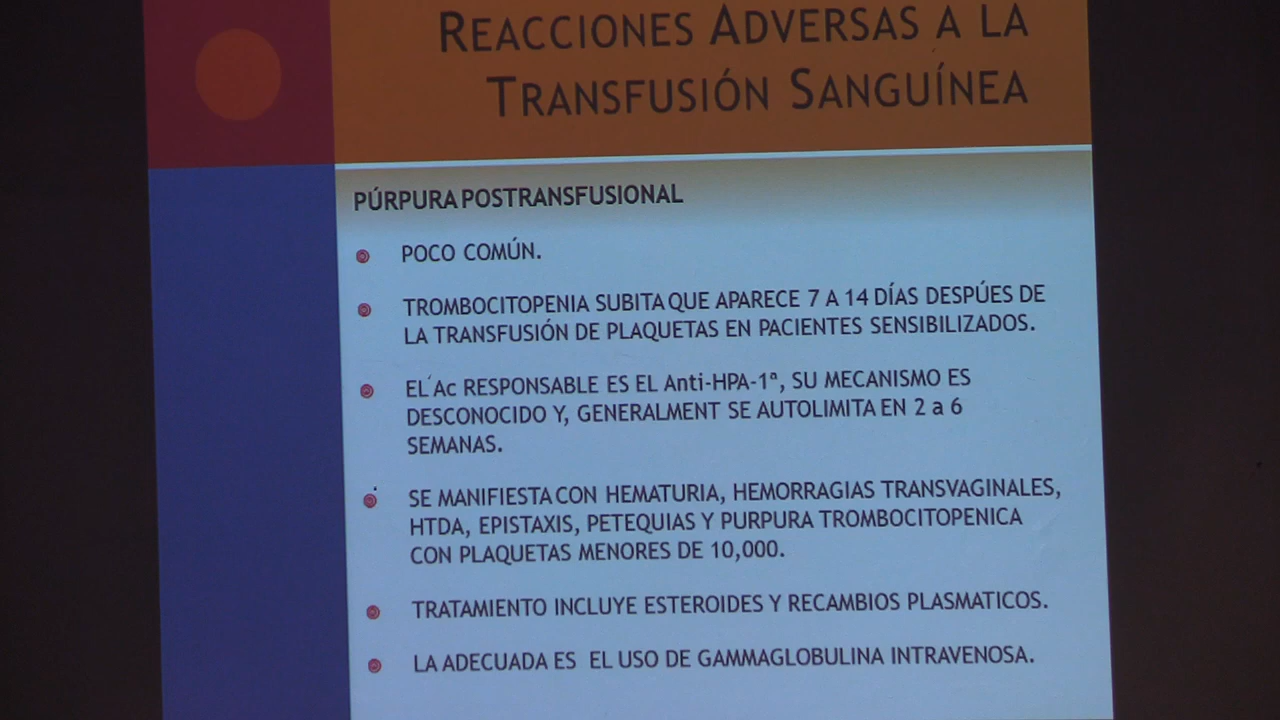 REACCIONES ADVERSAS A LA
TRANSFUSIÓN SANGUÍNEA
PÚRPURA POSTRANSFUSIONAL
POCO COMÚN.
TROMBOCITOPENIA SUBITA QUE APARECE 7 A 14 DÍAS DESPÚES DE
LA TRANSFUSIÓN DE PLAQUETAS EN PACIENTES SENSIBILIZADOS.
EL Ac RESPONSABLE ES EL Anti-HPA-1ª, SU MECANISMO ES
DESCONOCIDO Y, GENERALMENT SE AUTOLIMITA EN 2 a 6
SEMANAS.
SE MANIFIESTA CON HEMATURIA, HEMORRAGIAS TRANSVAGINALES,
HTDA, EPISTAXIS, PETEQUIAS Y PURPURA TROMBOCITOPENICA
CON PLAQUETAS MENORES DE 10,000.
TRATAMIENTO INCLUYE ESTEROIDES Y RECAMBIOS PLASMATICOS.
LA ADECUADA ES EL USO DE GAMMAGLOBULINA INTRAVENOSA.